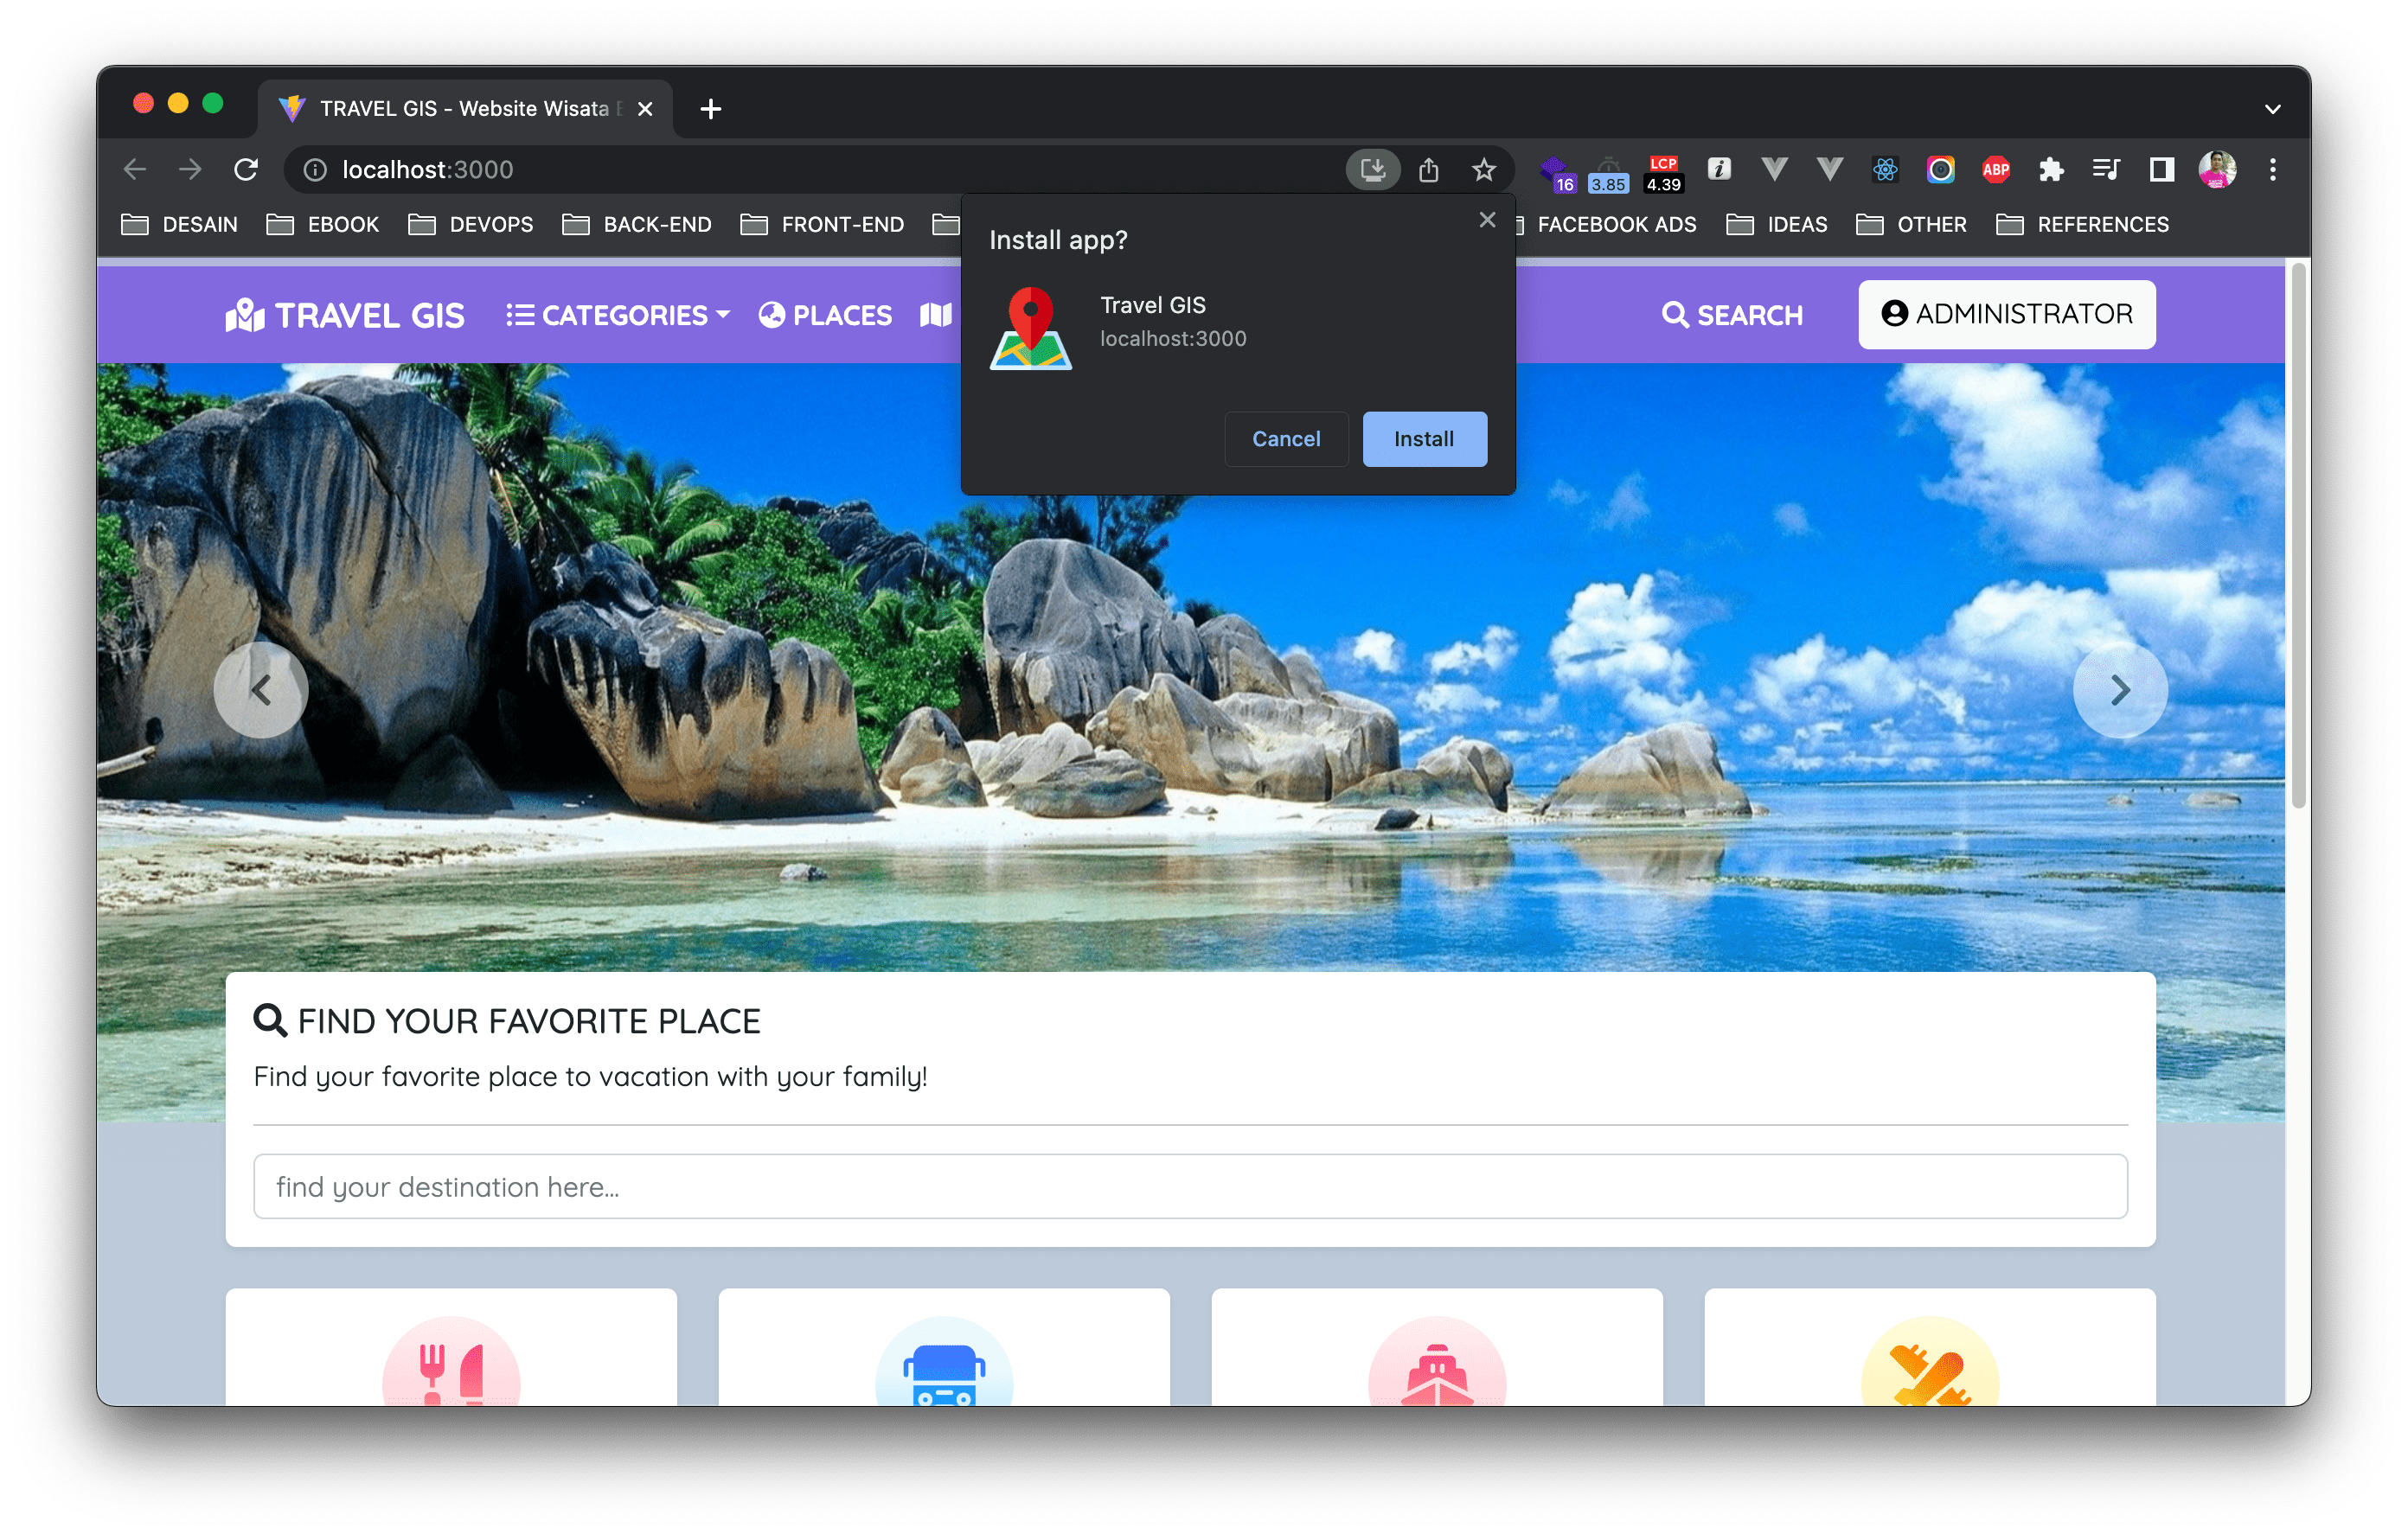 TRAVEL GIS - Website Wisata
localhost:3000
16
3.85
LCP
4.39
ABP
DESAIN
EBOOK
DEVOPS
BACK-END
FRONT-END
FACEBOOK ADS
IDEAS
OTHER
REFERENCES
Install app?
Travel GIS
localhost:3000
Cancel
Install
TRAVEL GIS
CATEGORIES
PLACES
SEARCH
ADMINISTRATOR
FIND YOUR FAVORITE PLACE
Find your favorite place to vacation with your family!
find your destination here...